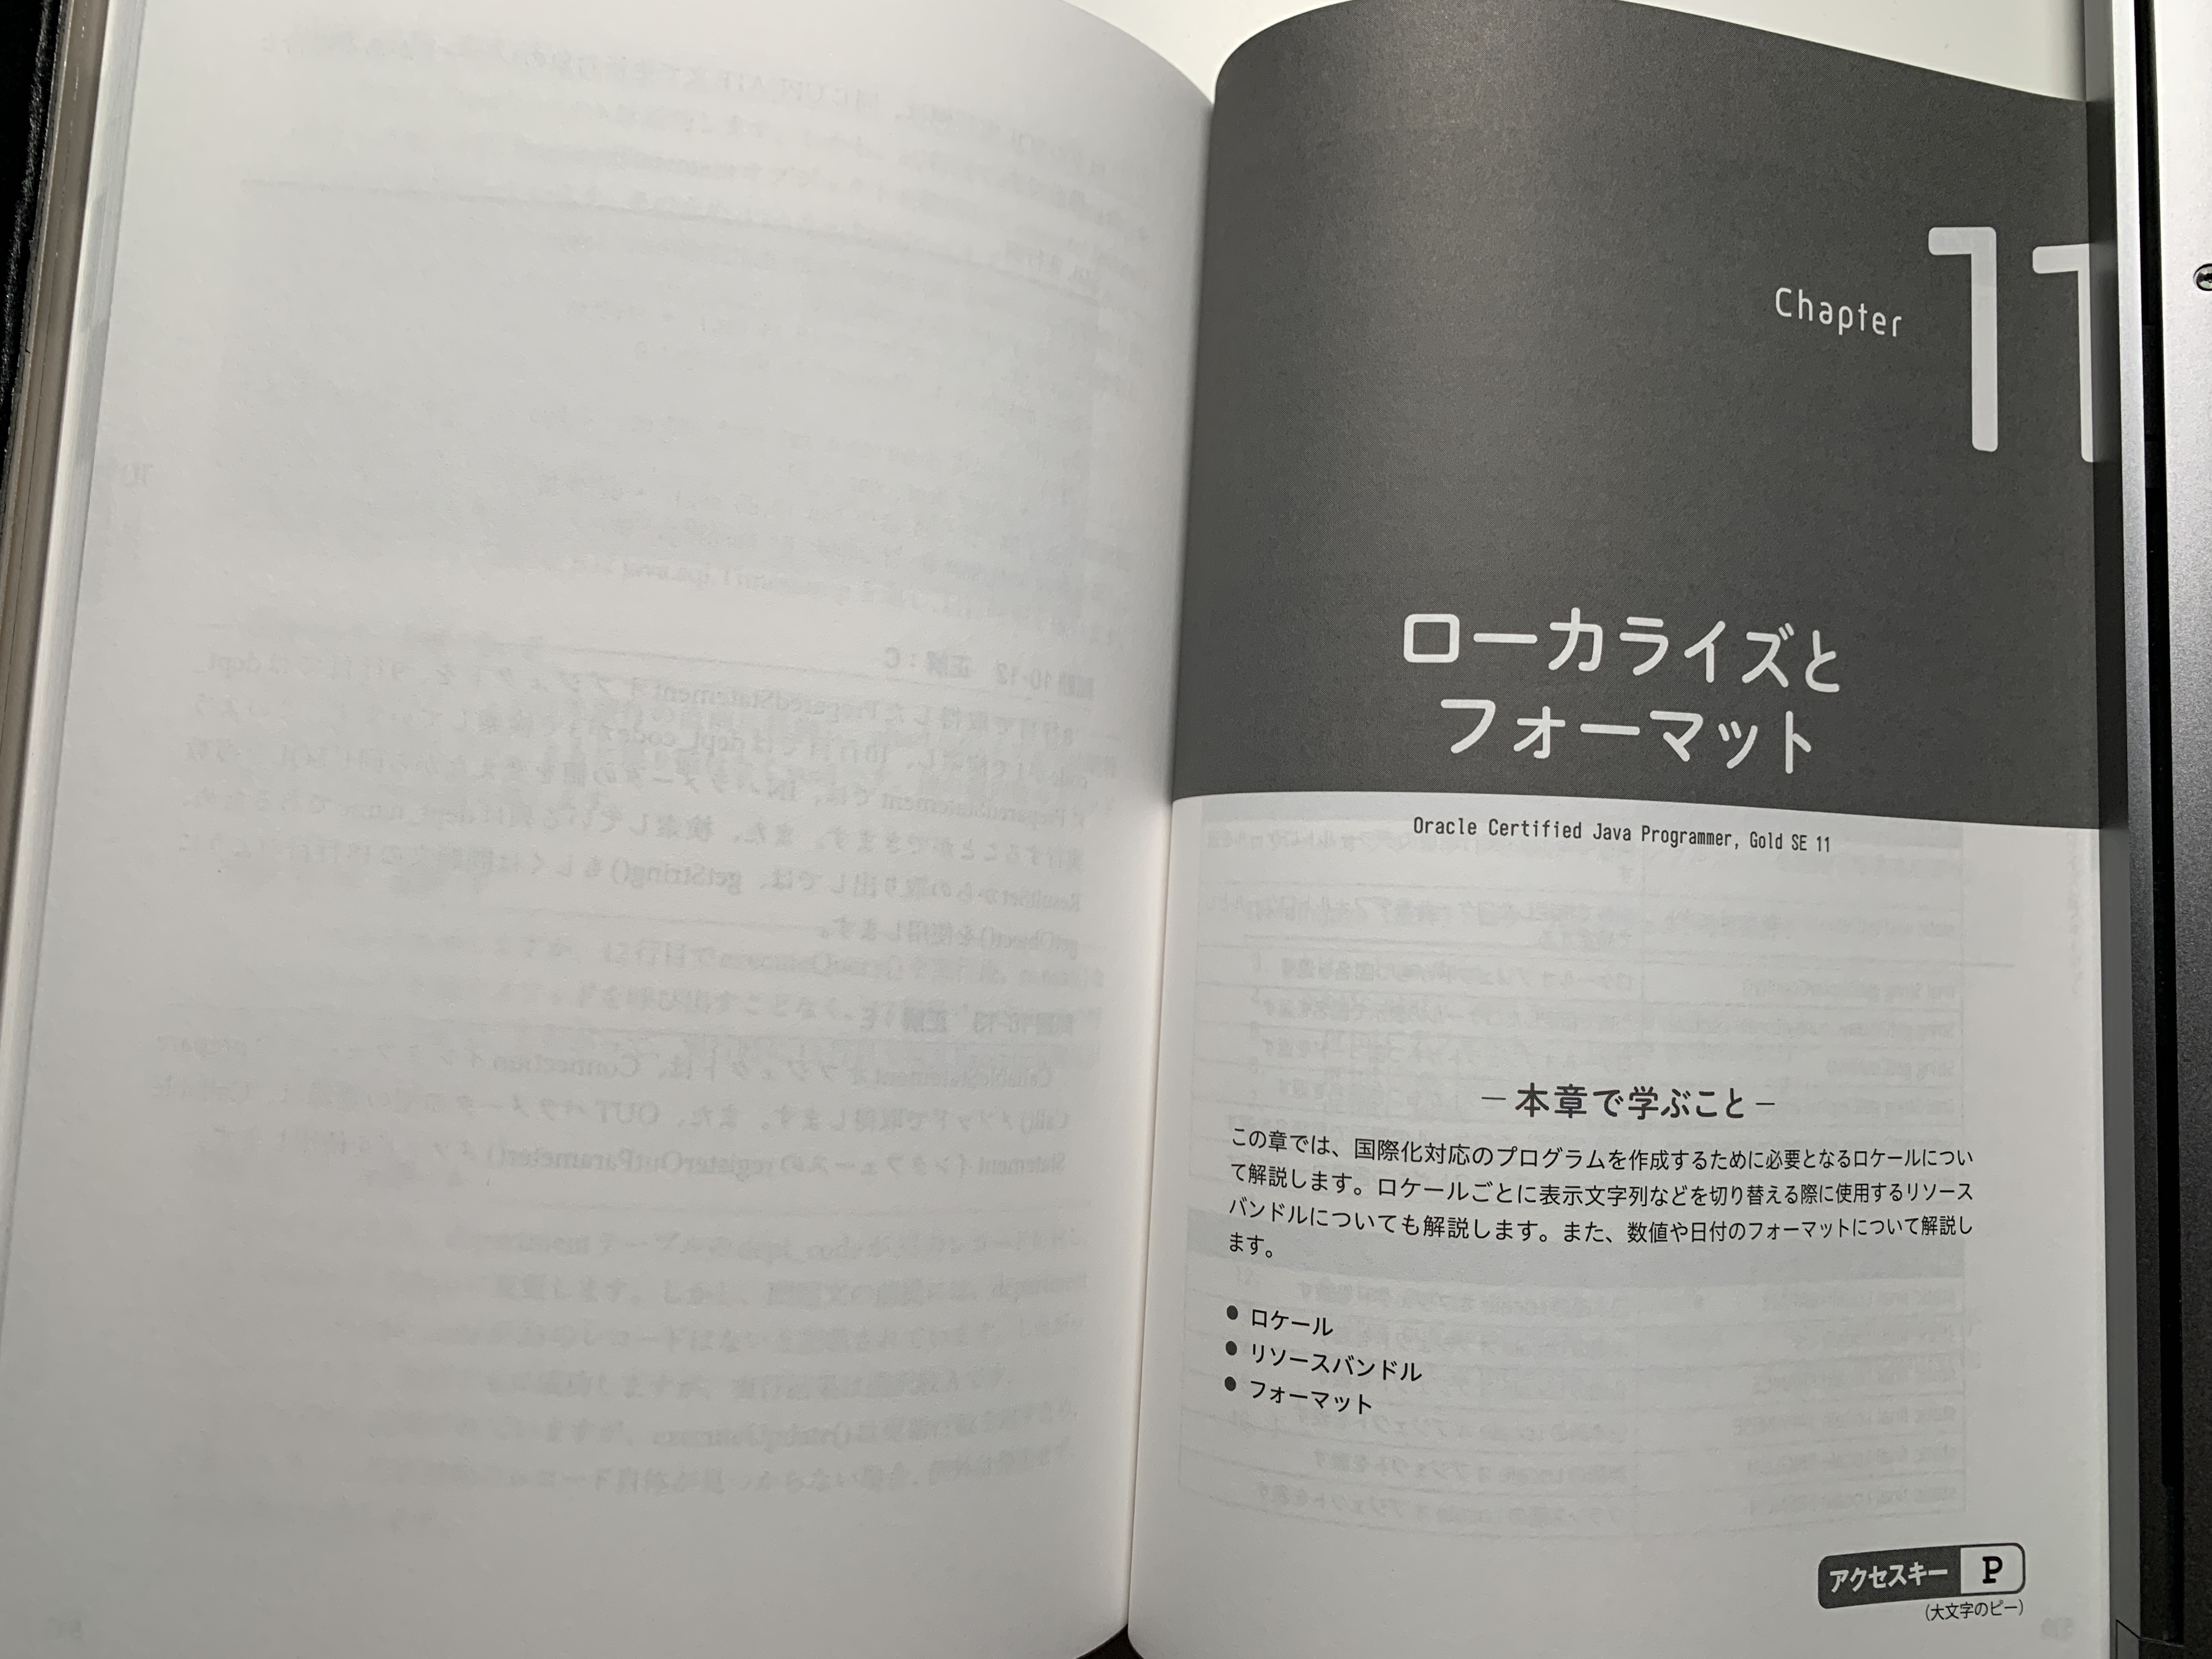 Chapter 11
ローカライズと
フォーマット
Oracle Certified Java Programmer, Gold SE 11
― 本章で学ぶこと ―
この章では、国際化対応のプログラムを作成するために必要となるロケールについ
て解説します。ロケールごとに表示文字列などを切り替える際に使用するリソース
バンドルについても解説します。また、数値や日付のフォーマットについて解説し
ます。
● ロケール
● リソースバンドル
● フォーマット
アクセスキー P
(大文字のピー)